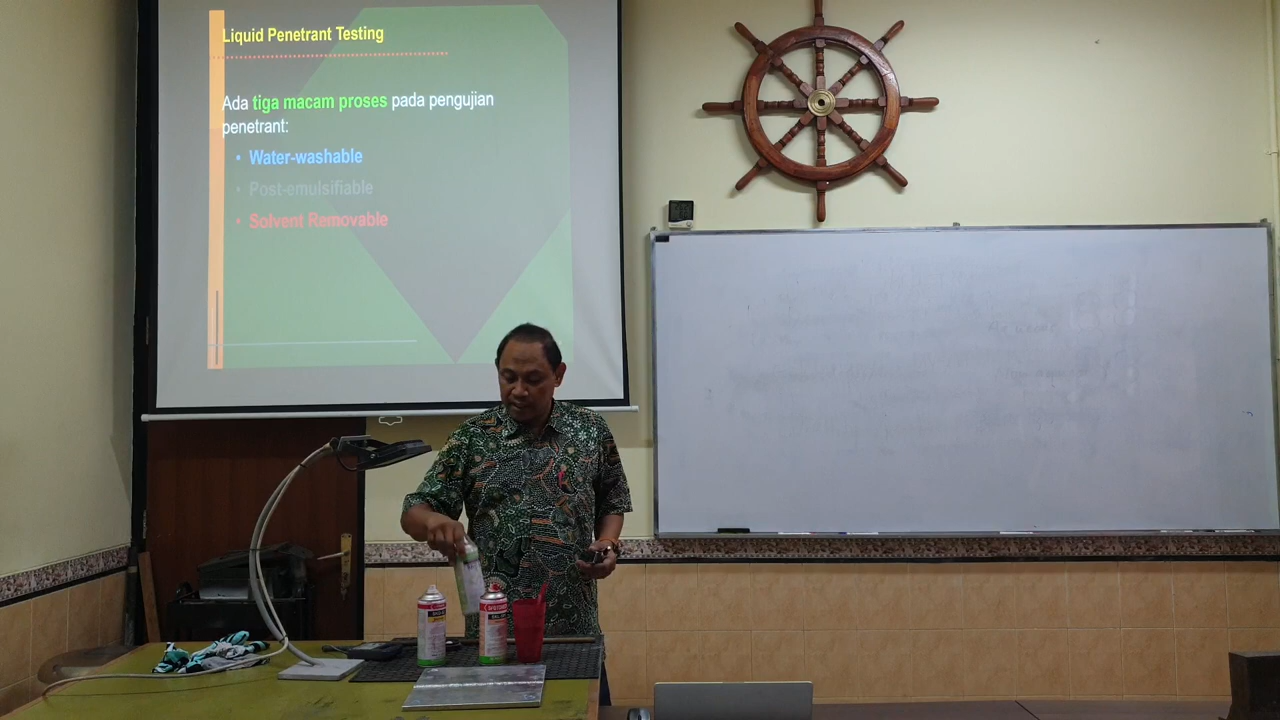 Liquid Penetrant Testing
Ada tiga macam proses pada pengujian
penetrant:
• Water-washable
• Post-emulsifiable
• Solvent Removable